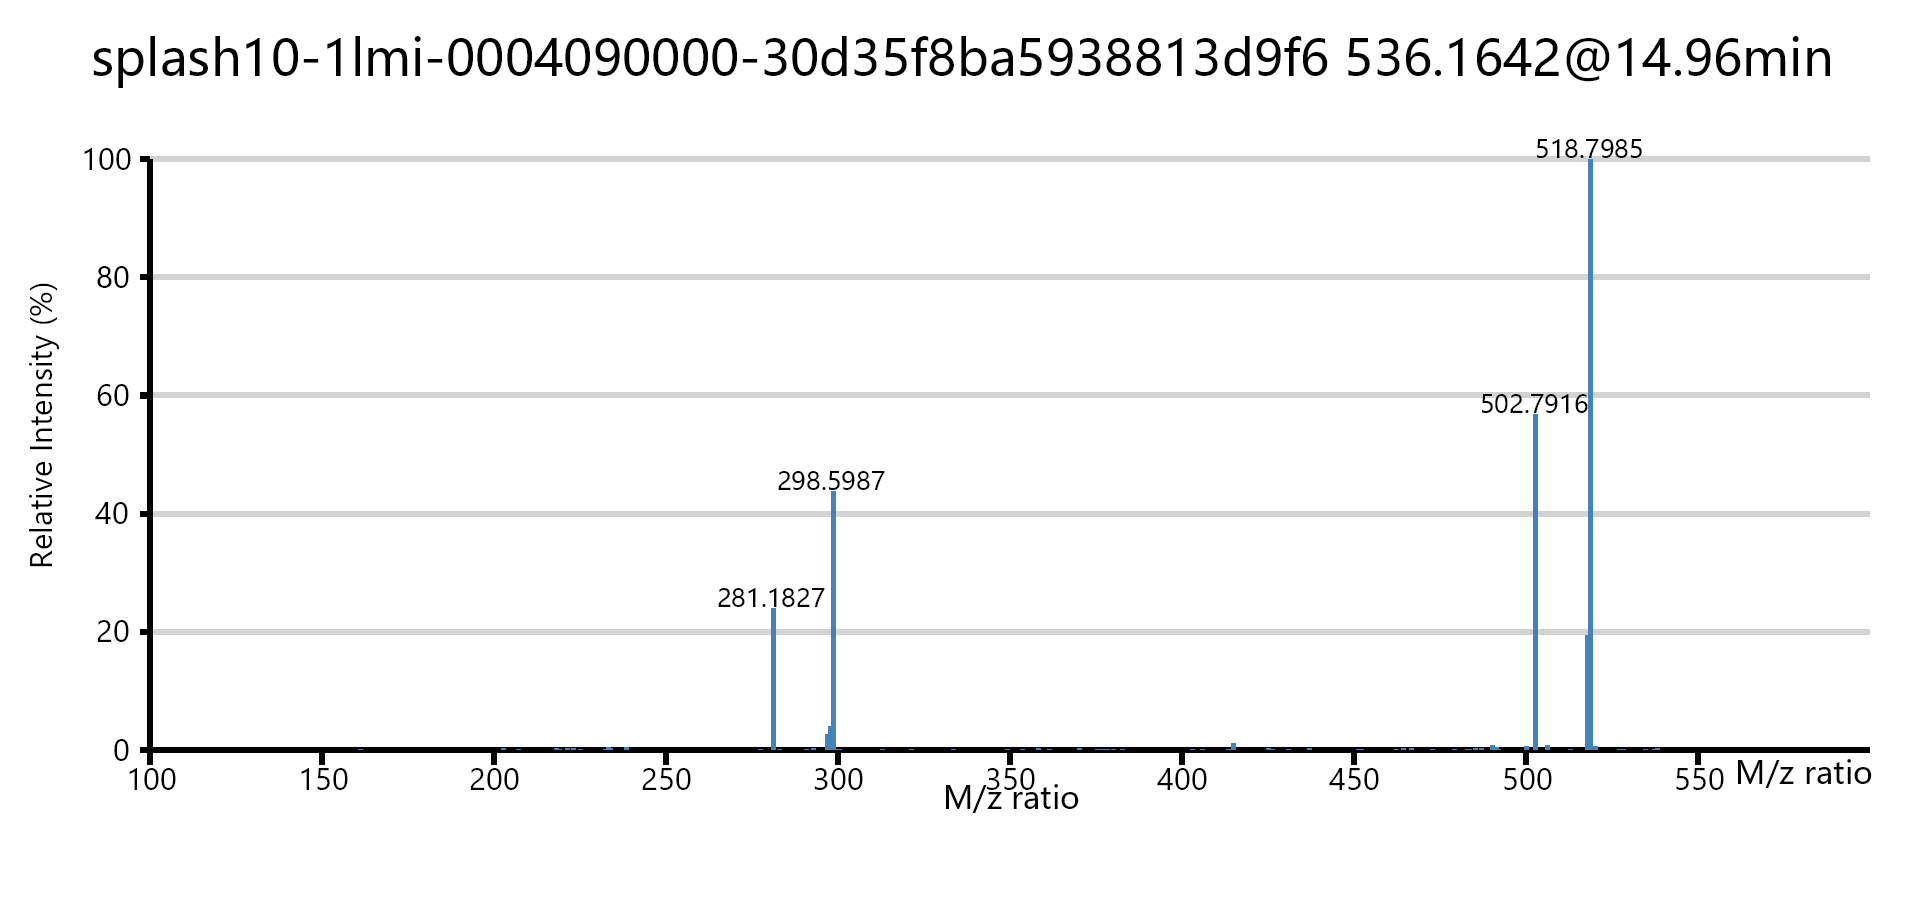 splash10-1lmi-0004090000-30d35f8ba5938813d9f6 536.1642@14.96min
518.7985
100
80
502.7916
60
298.5987
40
281.1827
20
0
Relative Intensity (%)
100 150 200 250 300 350 400 450 500 550 M/z ratio
M/z ratio